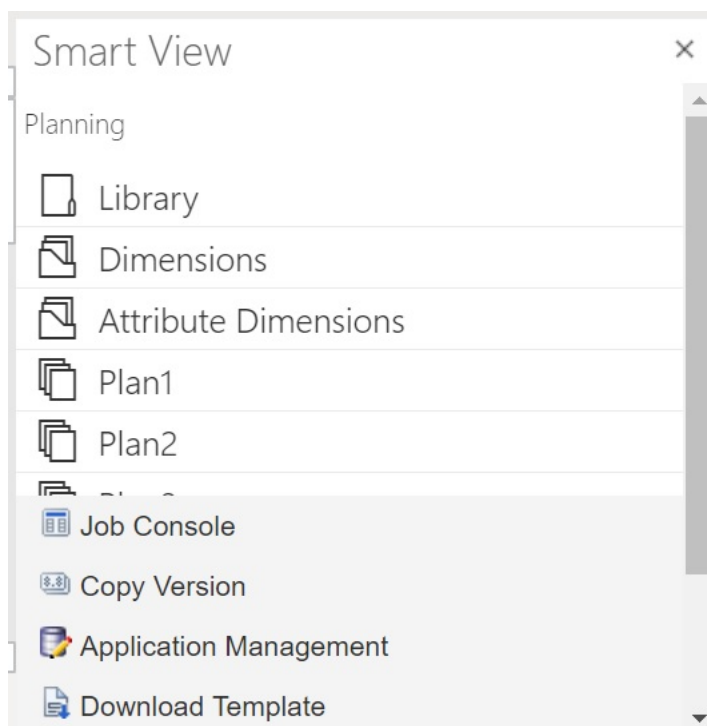 Smart View
Planning
Library
Dimensions
Attribute Dimensions
Plan1
Plan2
Job Console
Copy Version
Application Management
Download Template